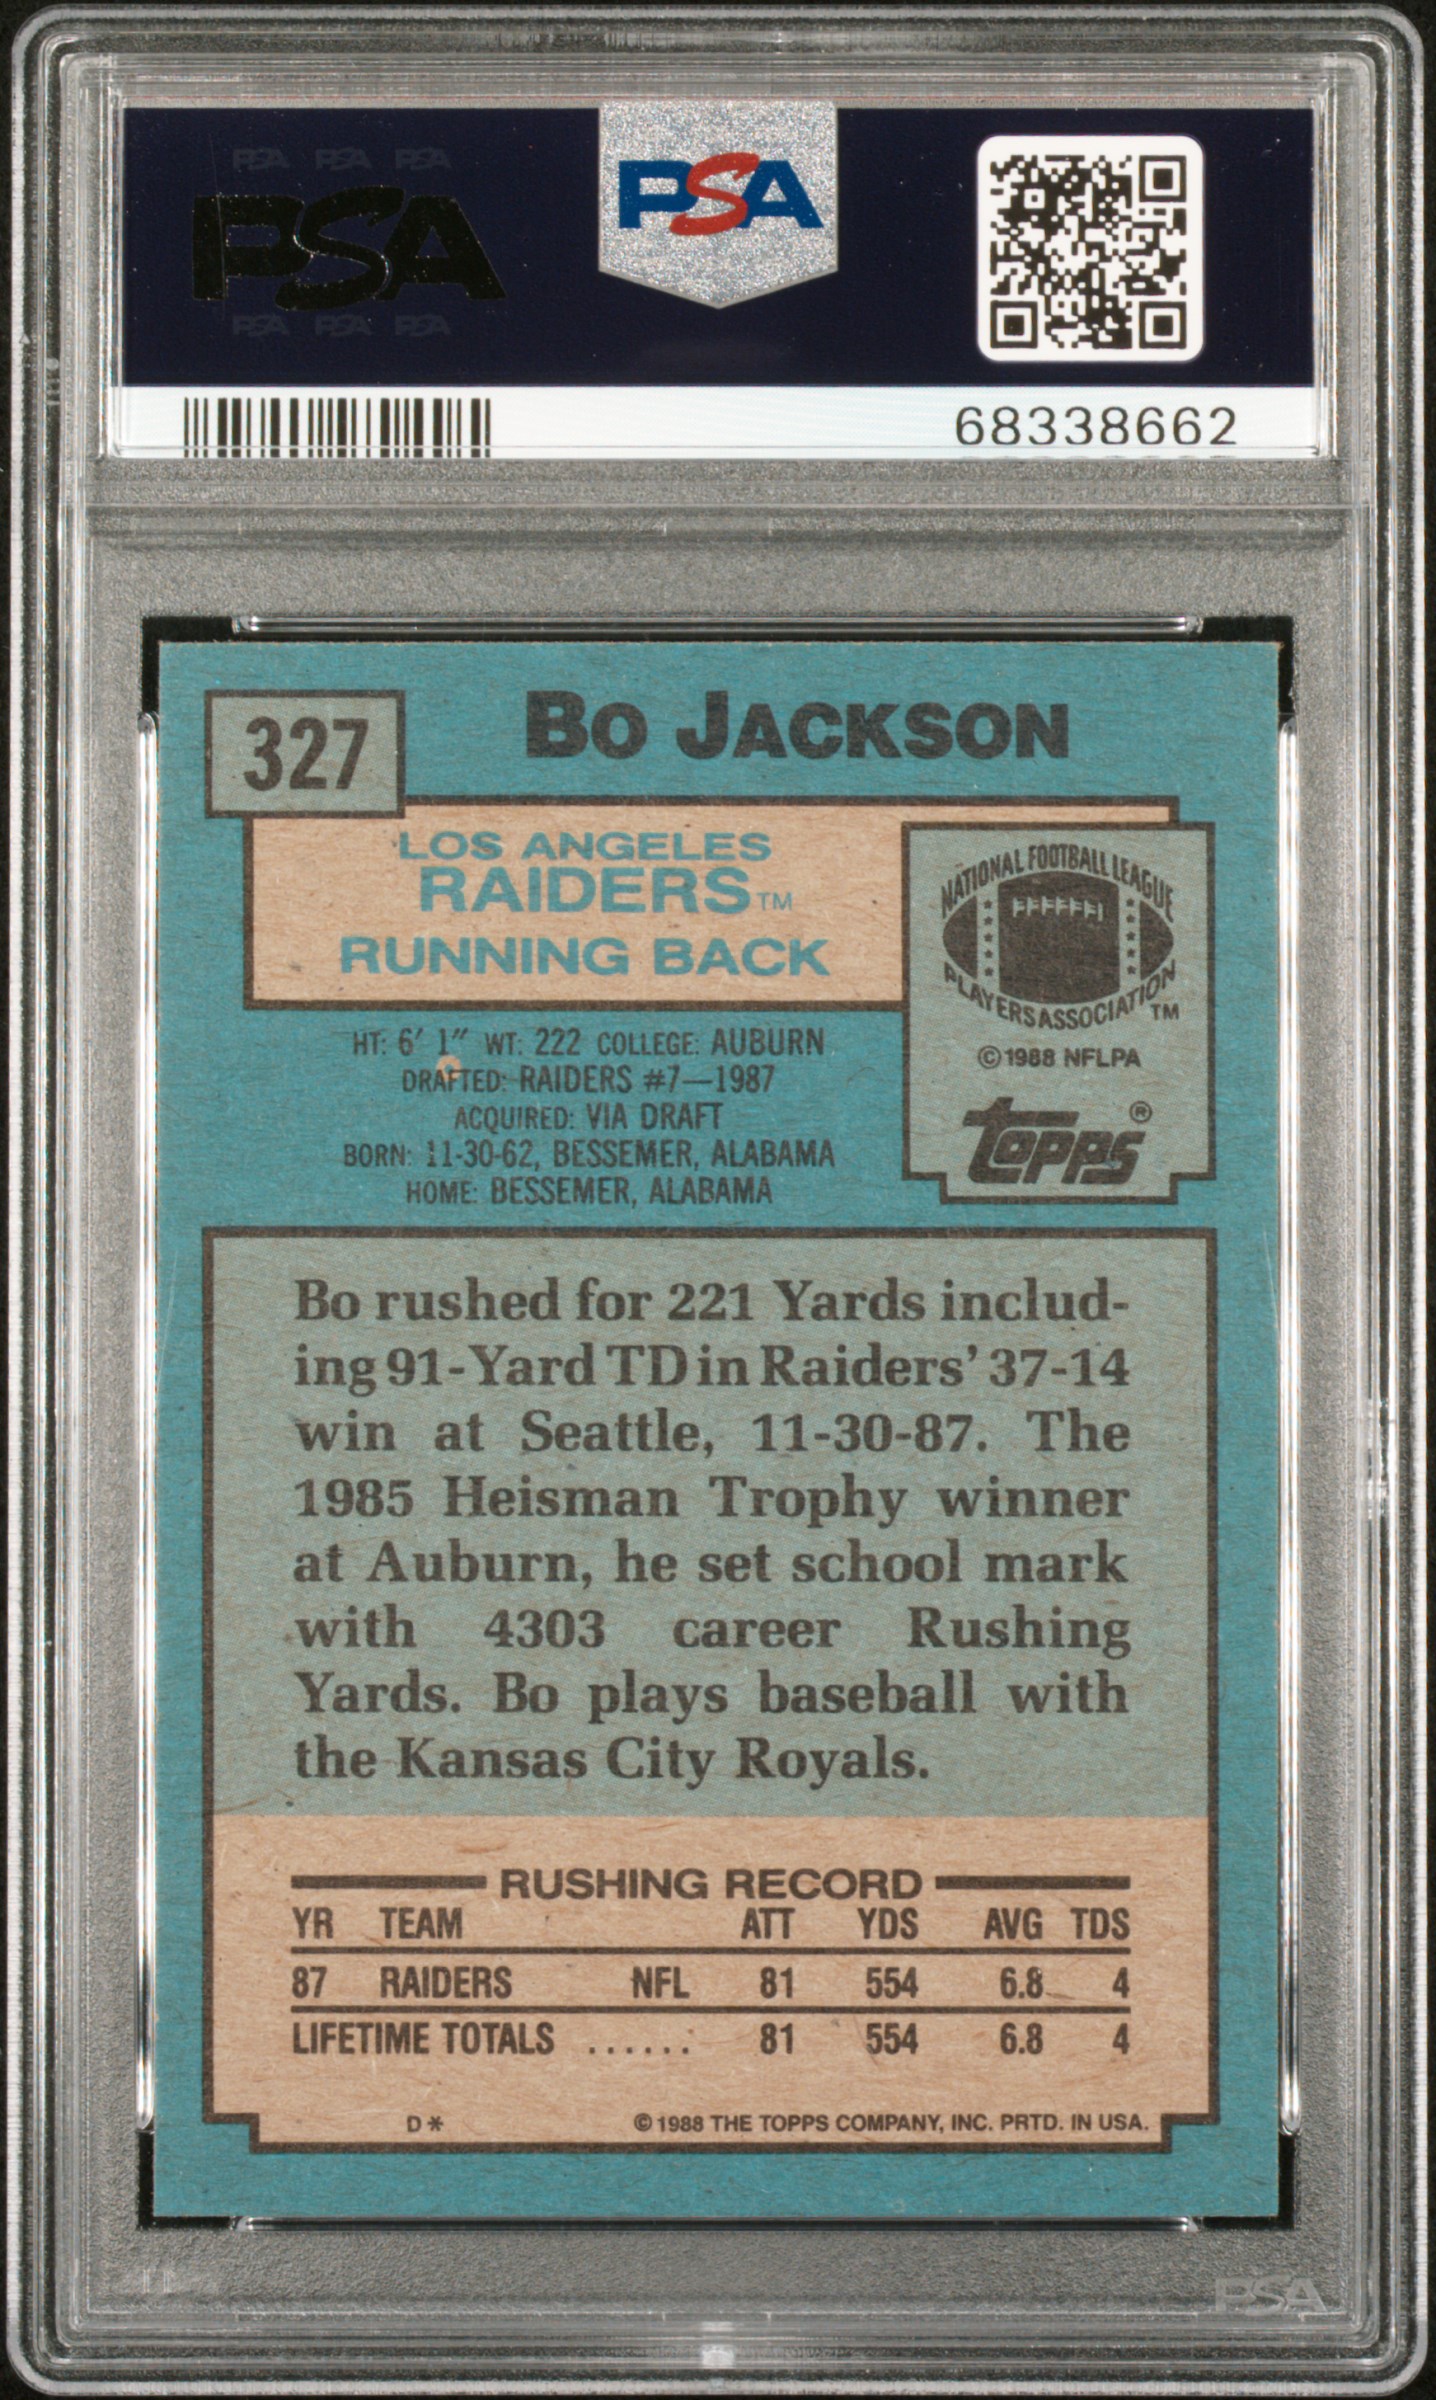 PSA PSA PSA
PSA
PSA PSA PSA
PSA
68338662
327
BO JACKSON
LOS ANGELES
RAIDERS™
RUNNING BACK
NATIONAL FOOTBALL LEAGUE
PLAYERS ASSOCIATION™
©1988 NFLPA
topps®
HT: 6' 1" WT: 222 COLLEGE: AUBURN
DRAFTED: RAIDERS #7—1987
ACQUIRED: VIA DRAFT
BORN: 11-30-62, BESSEMER, ALABAMA
HOME: BESSEMER, ALABAMA
Bo rushed for 221 Yards includ-
ing 91-Yard TD in Raiders' 37-14
win at Seattle, 11-30-87. The
1985 Heisman Trophy winner
at Auburn, he set school mark
with 4303 career Rushing
Yards. Bo plays baseball with
the Kansas City Royals.
RUSHING RECORD
YR TEAM ATT YDS AVG TDS
87 RAIDERS NFL 81 554 6.8 4
LIFETIME TOTALS ...... 81 554 6.8 4
D* ©1988 THE TOPPS COMPANY, INC. PRTD. IN USA.
PSA